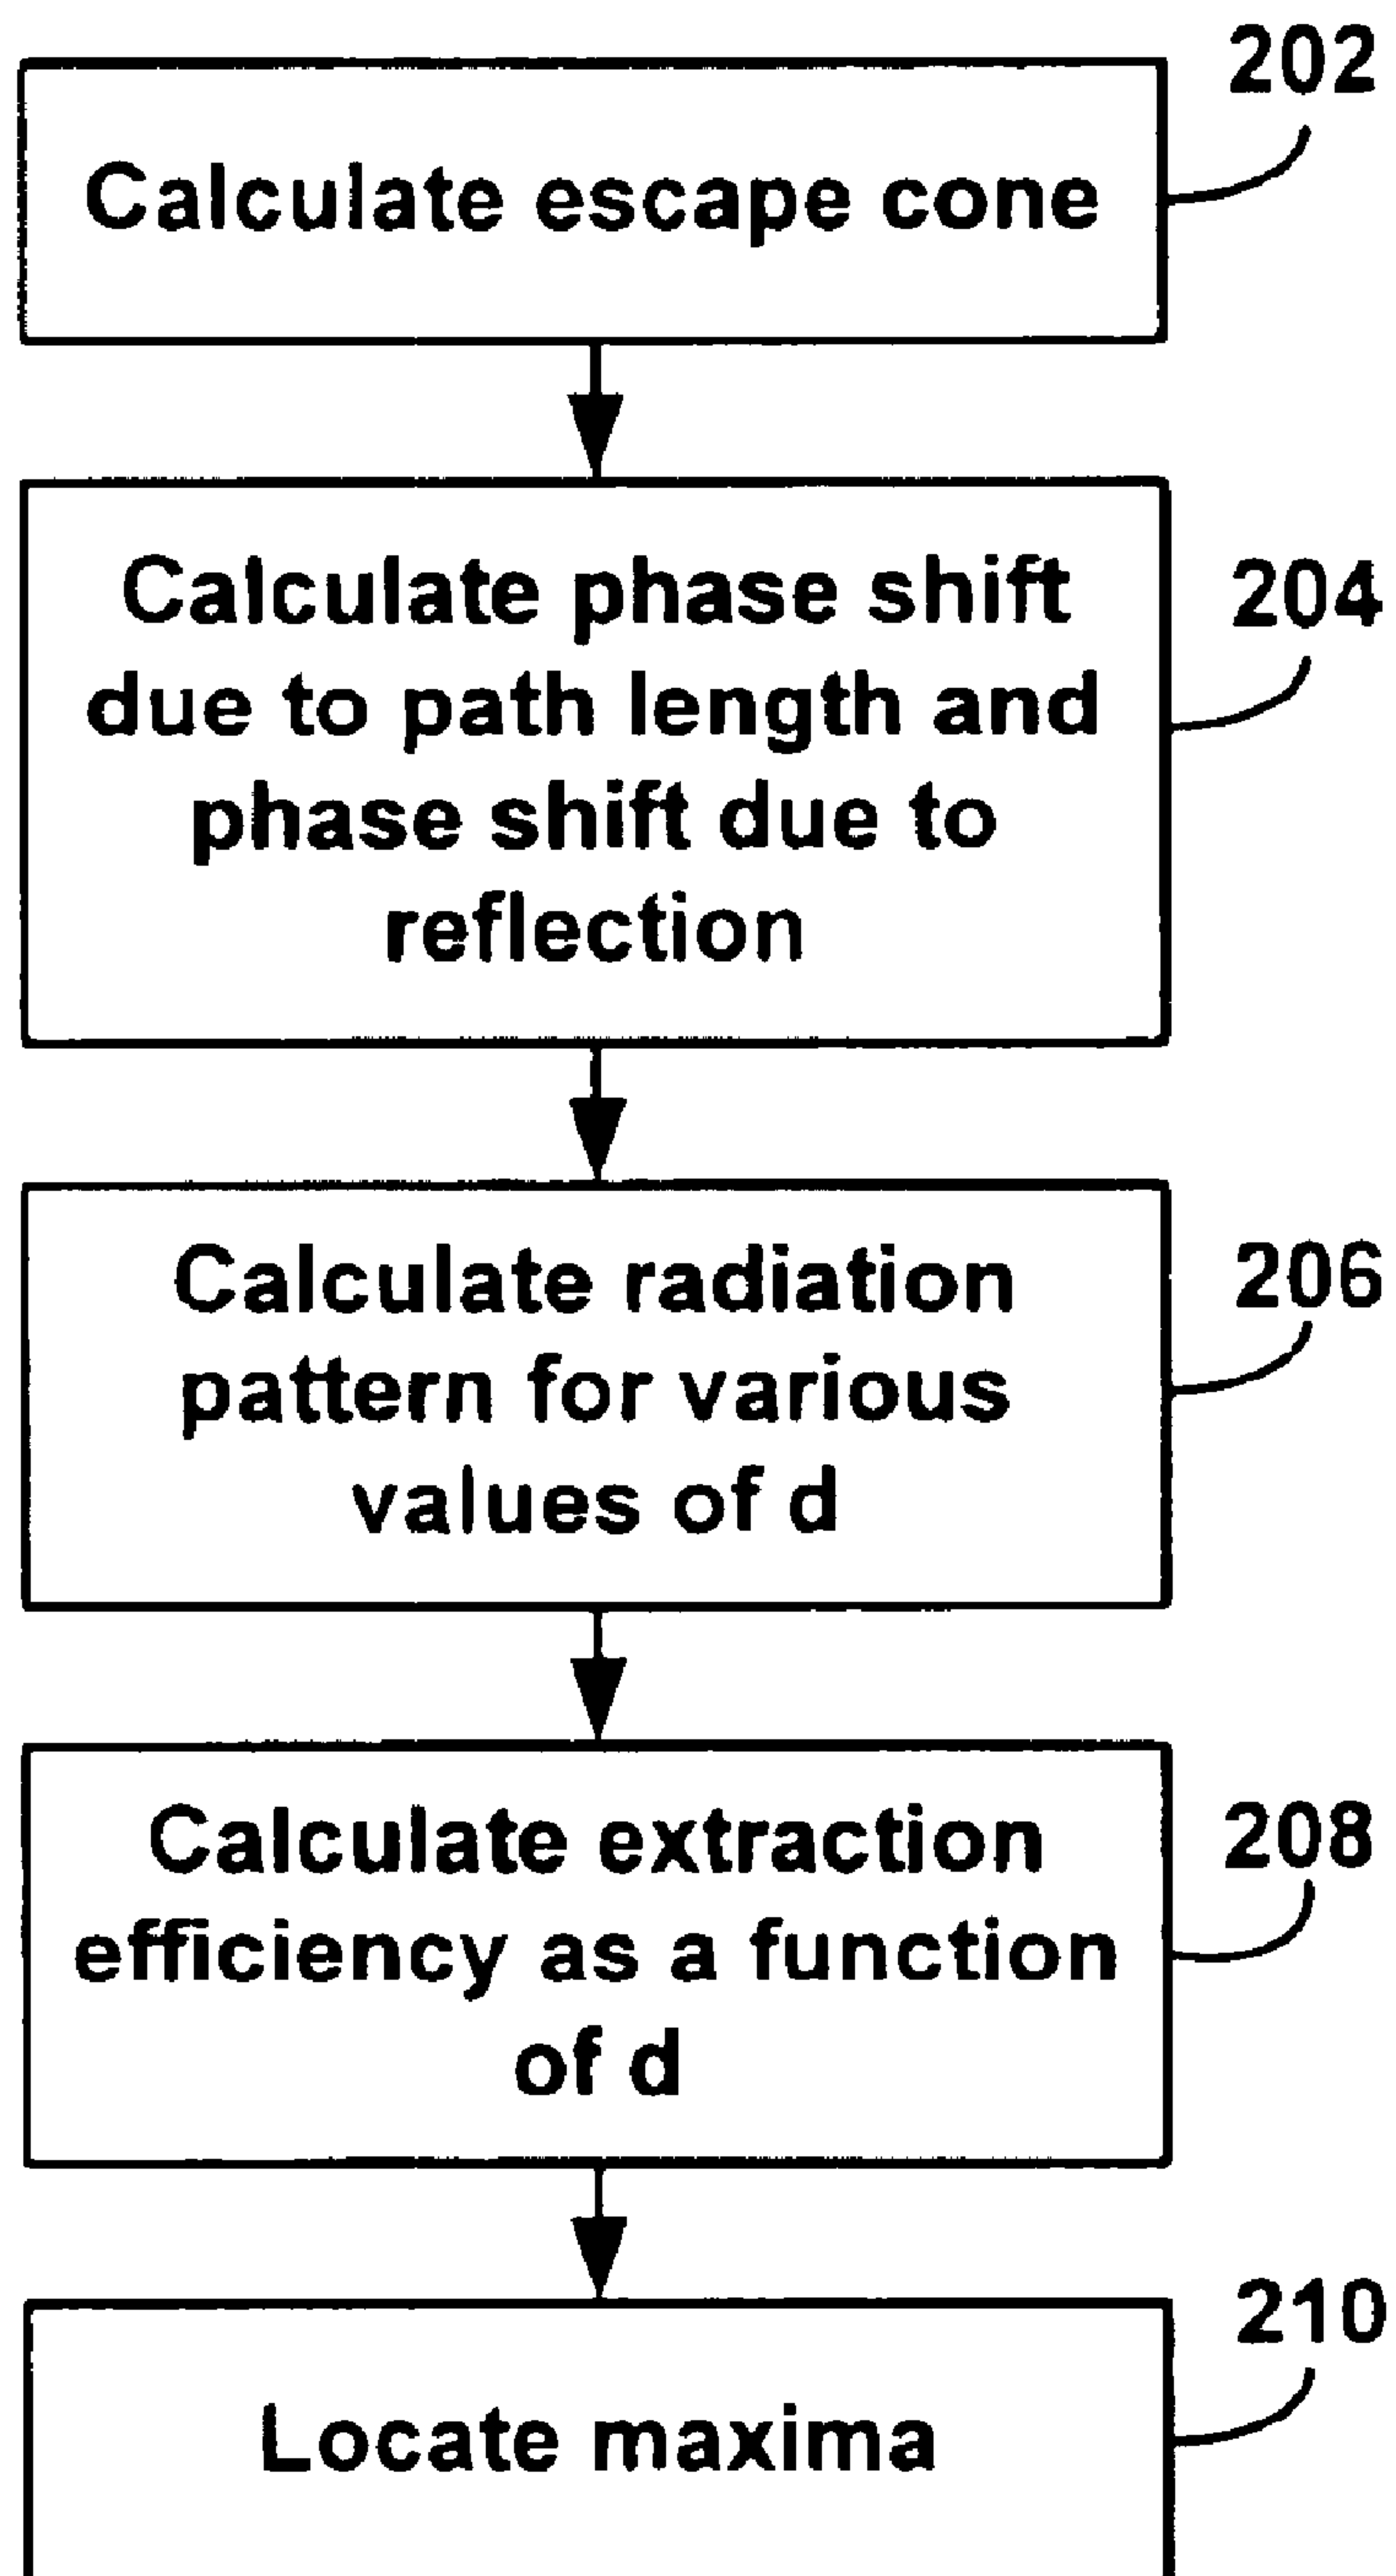 202
Calculate escape cone
204
Calculate phase shift
due to path length and
phase shift due to
reflection
206
Calculate radiation
pattern for various
values of d
208
Calculate extraction
efficiency as a function
of d
210
Locate maxima